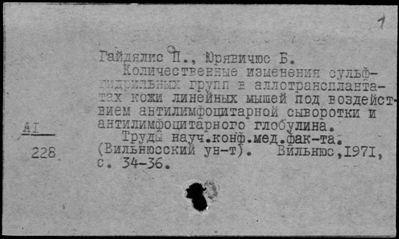 1
Гайдялис П., Юрявичюс Б.
Количественные изменения сульф-
гидрильных групп в аллотранспланта-
тах кожи линейных мышей под воздейст-
вием антилимфоцитарной сыворотки и
антилимфоцитарного глобулина.
АI
Труды науч.конф.мед.фак-та.
228
(Вильнюсский ун-т). Вильнюс,1971,
с. 34-36.